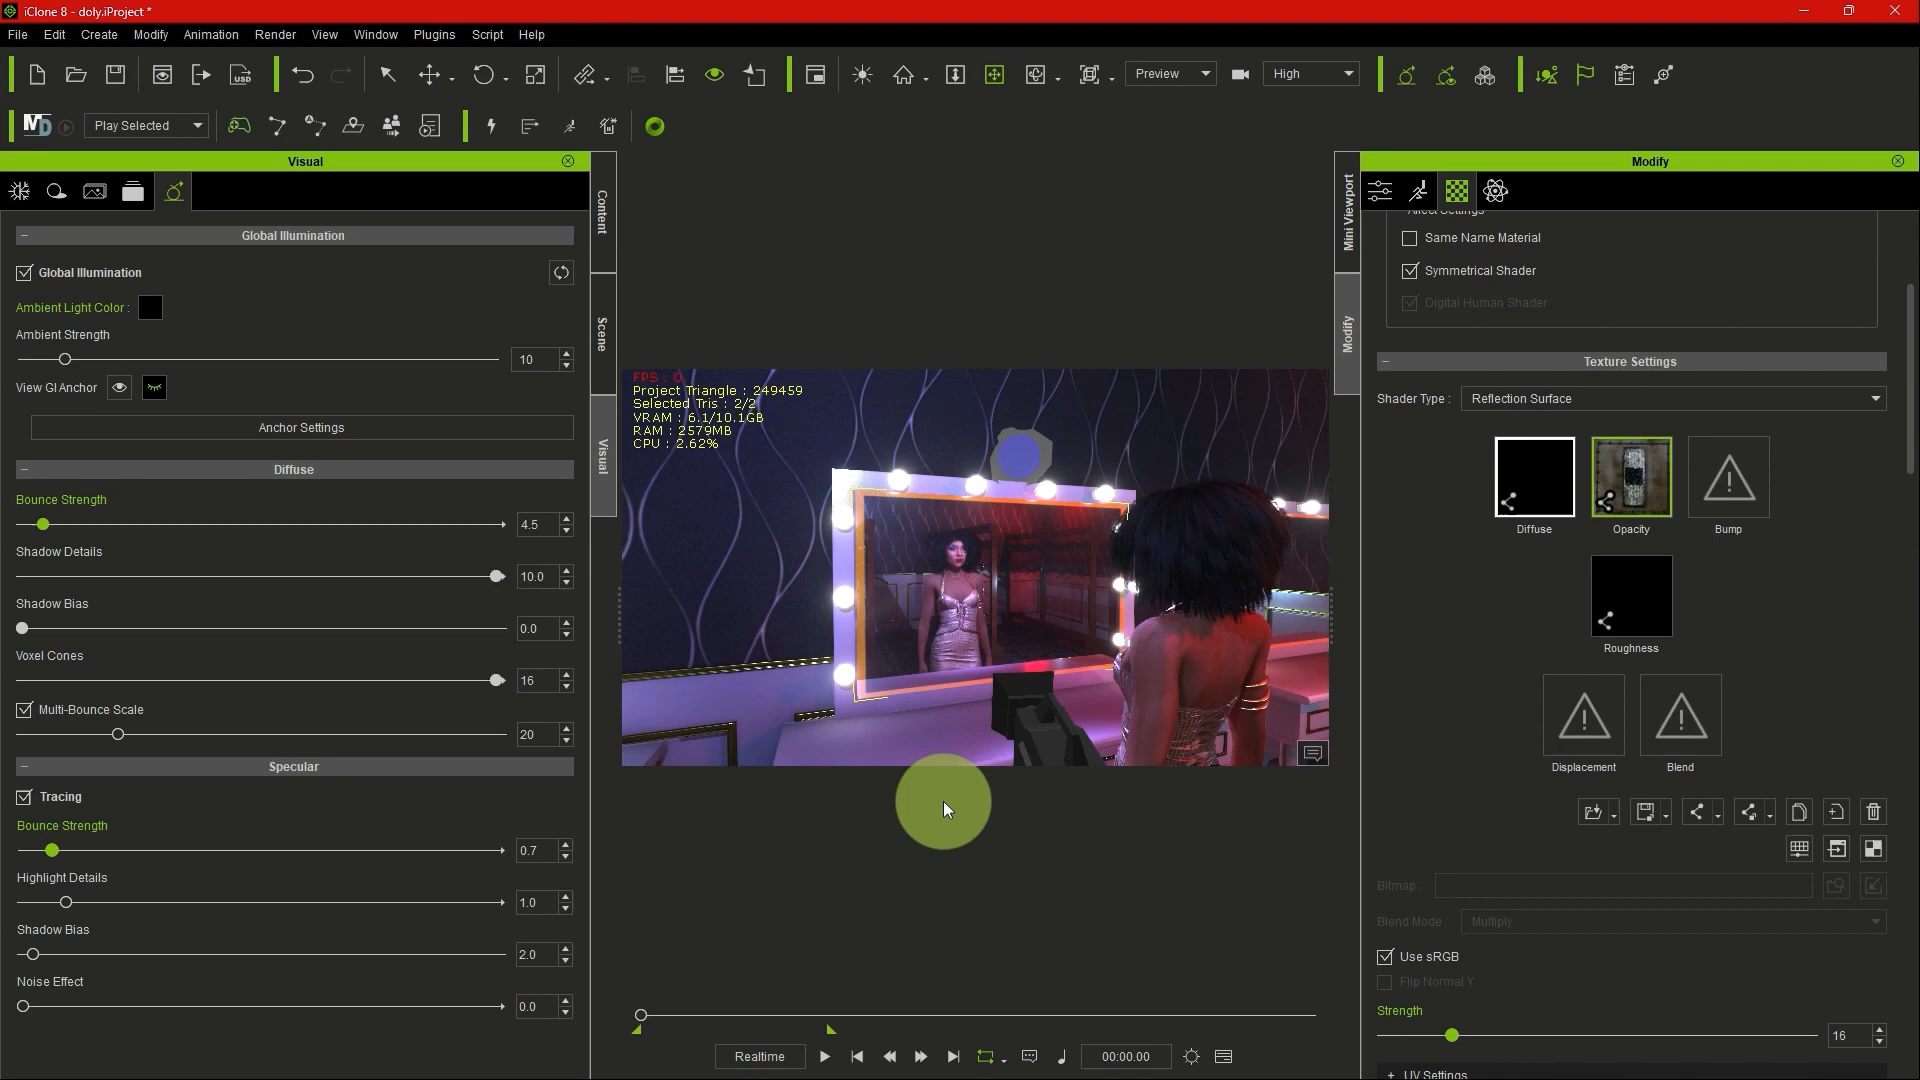 iClone 8 - doly.iProject *
File Edit Create Modify Animation Render View Window Plugins Script Help
USD Preview High
MD Play Selected
Visual
Content
Scene
Visual
Global Illumination
Global Illumination
Ambient Light Color :
Ambient Strength
10
View GI Anchor
Anchor Settings
Diffuse
Bounce Strength
4.5
Shadow Details
10.0
Shadow Bias
0.0
Voxel Cones
16
Multi-Bounce Scale
20
Specular
Tracing
Bounce Strength
0.7
Highlight Details
1.0
Shadow Bias
2.0
Noise Effect
0.0
FPS : 0
Project Triangle : 249459
Selected Tris : 2/2
VRAM : 6.1/10.1GB
RAM : 2579MB
CPU : 2.62%
Realtime 00:00.00
Mini Viewport
Modify
Modify
Affect Settings
Same Name Material
Symmetrical Shader
Digital Human Shader
Texture Settings
Shader Type : Reflection Surface
Diffuse Opacity Bump
Roughness
Displacement Blend
Bitmap :
Blend Mode : Multiply
Use sRGB
Flip Normal Y
Strength
16
+ UV Settings